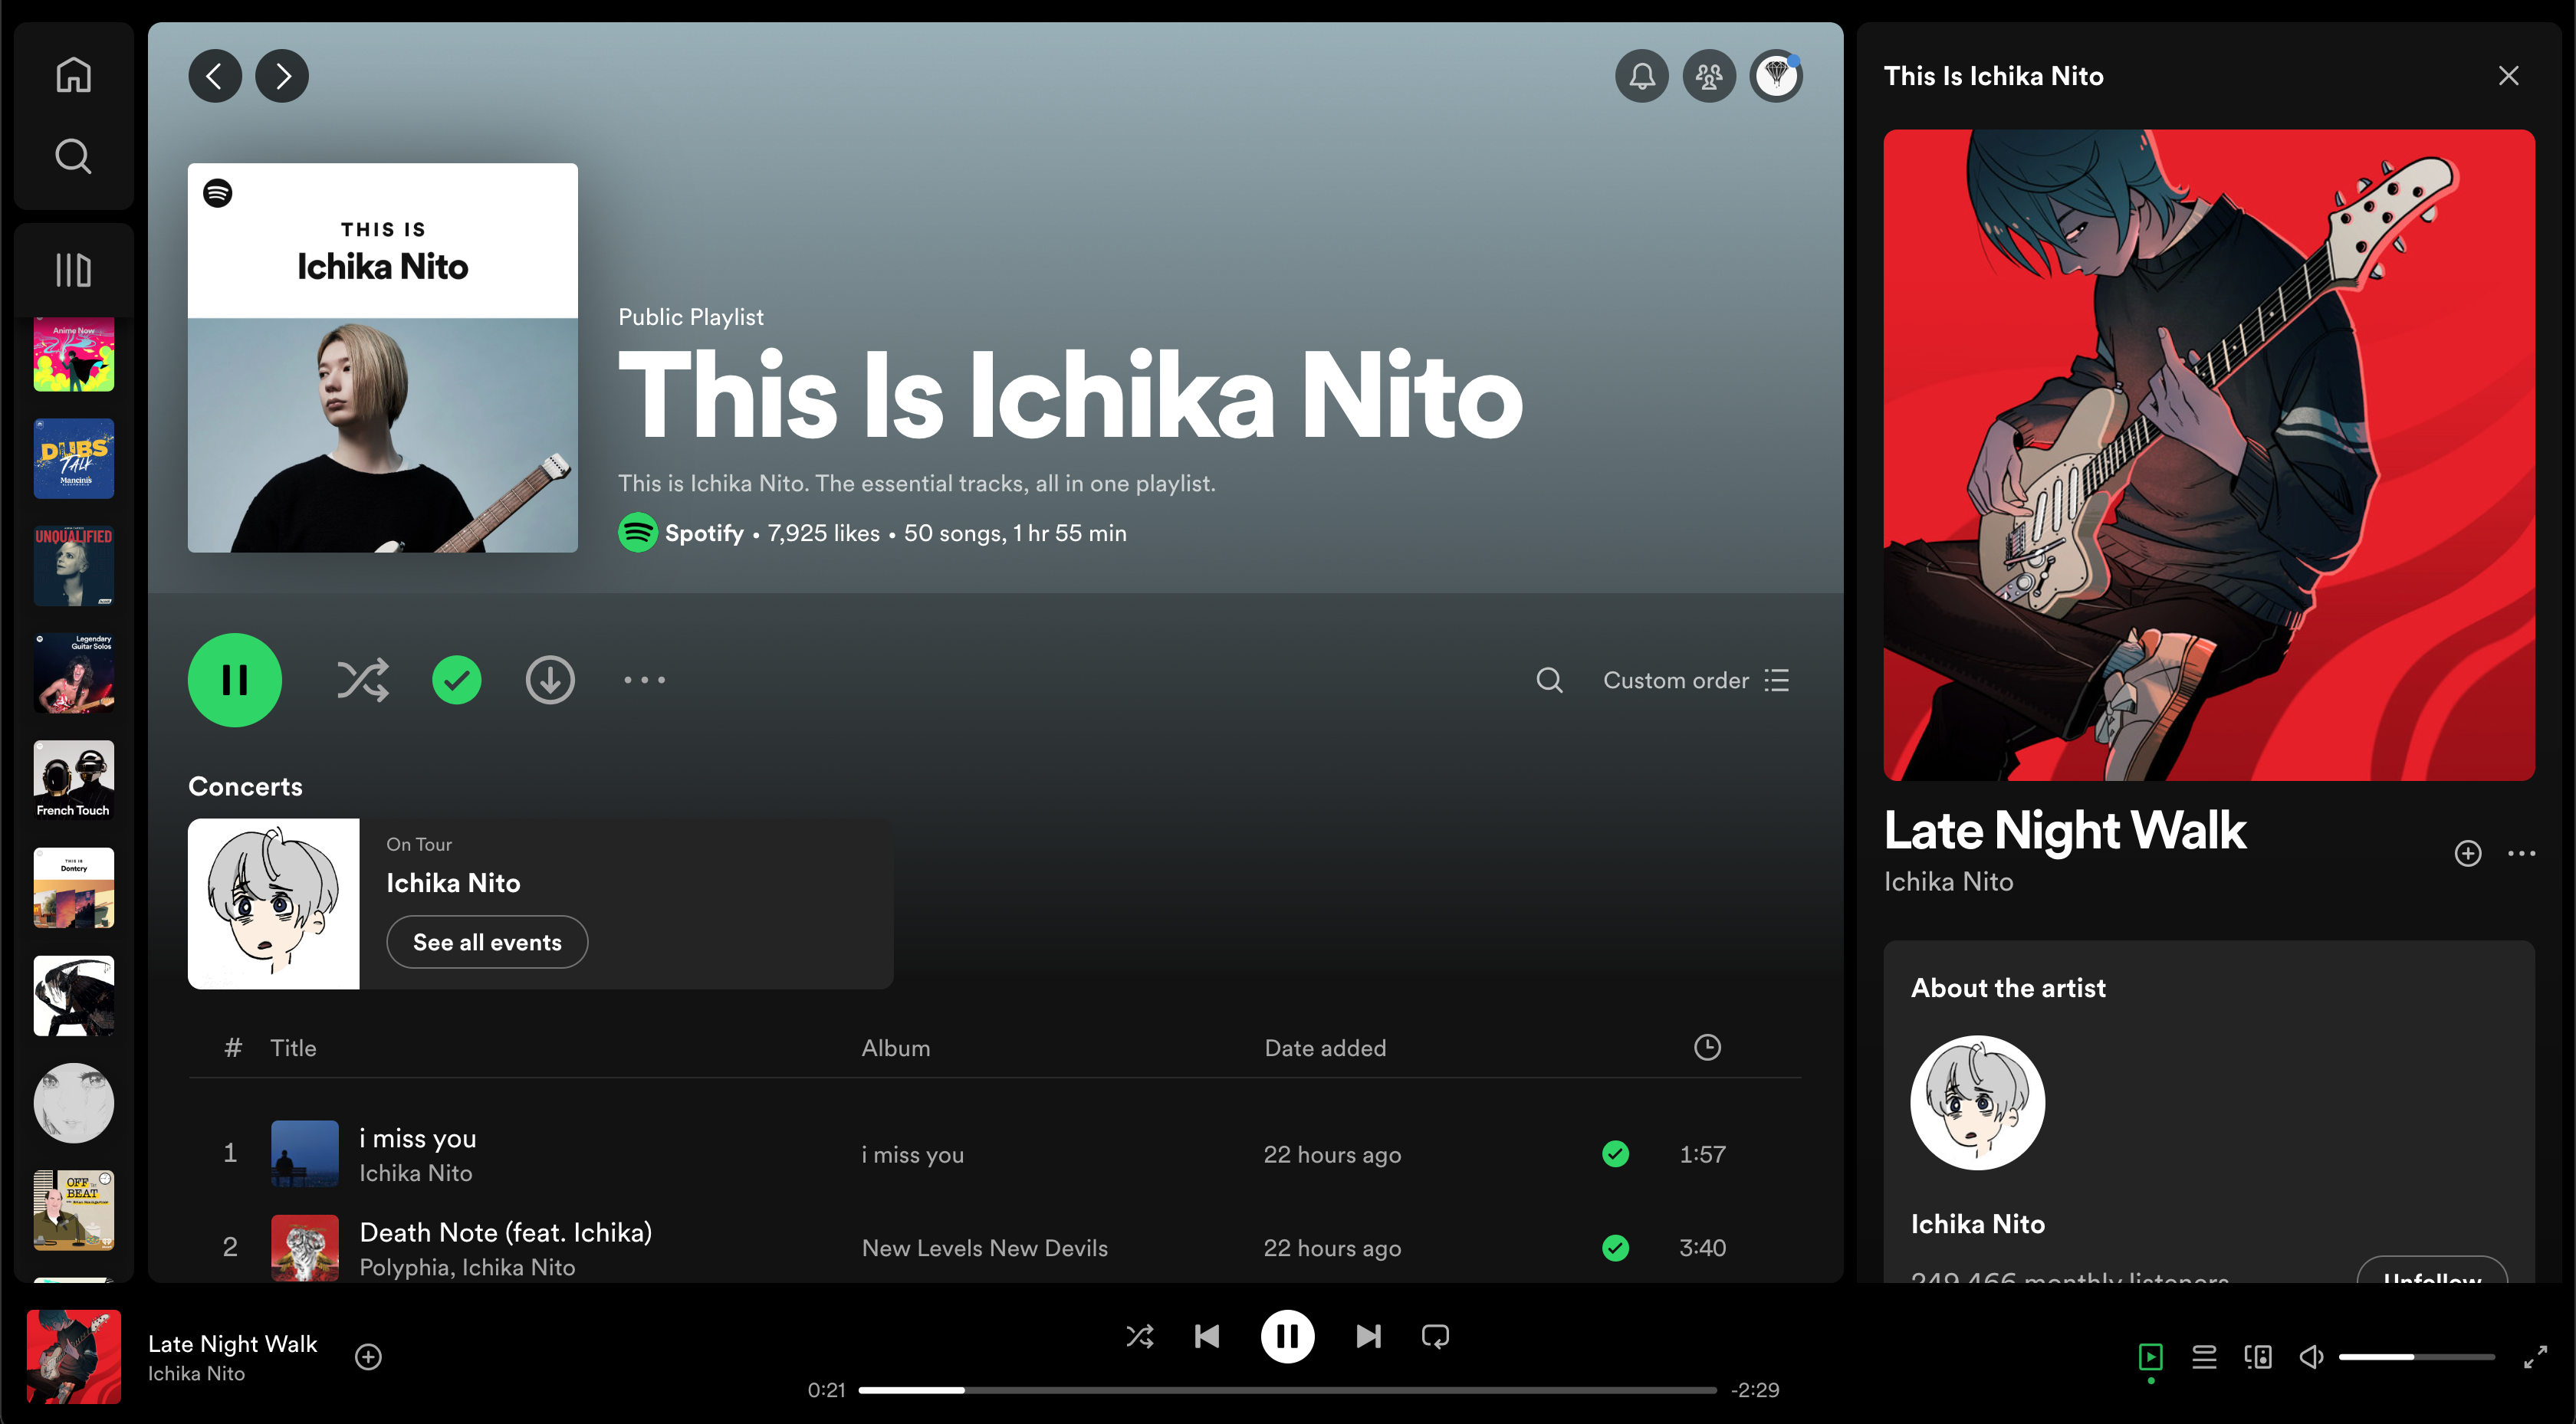 Anime Now
DUBS
TALK
Mancinis
UNQUALIFIED
Legendary
Guitar Solos
French Touch
THIS IS
Dontcry
OFF THE
BEAT
THIS IS
Ichika Nito
Public Playlist
This Is Ichika Nito
This is Ichika Nito. The essential tracks, all in one playlist.
Spotify • 7,925 likes • 50 songs, 1 hr 55 min
Custom order
Concerts
On Tour
Ichika Nito
See all events
# Title Album Date added
1 i miss you i miss you 22 hours ago 1:57
Ichika Nito
2 Death Note (feat. Ichika) New Levels New Devils 22 hours ago 3:40
Polyphia, Ichika Nito
This Is Ichika Nito
Late Night Walk
Ichika Nito
About the artist
Ichika Nito
249,466 monthly listeners
Unfollow
Late Night Walk
Ichika Nito
0:21
-2:29